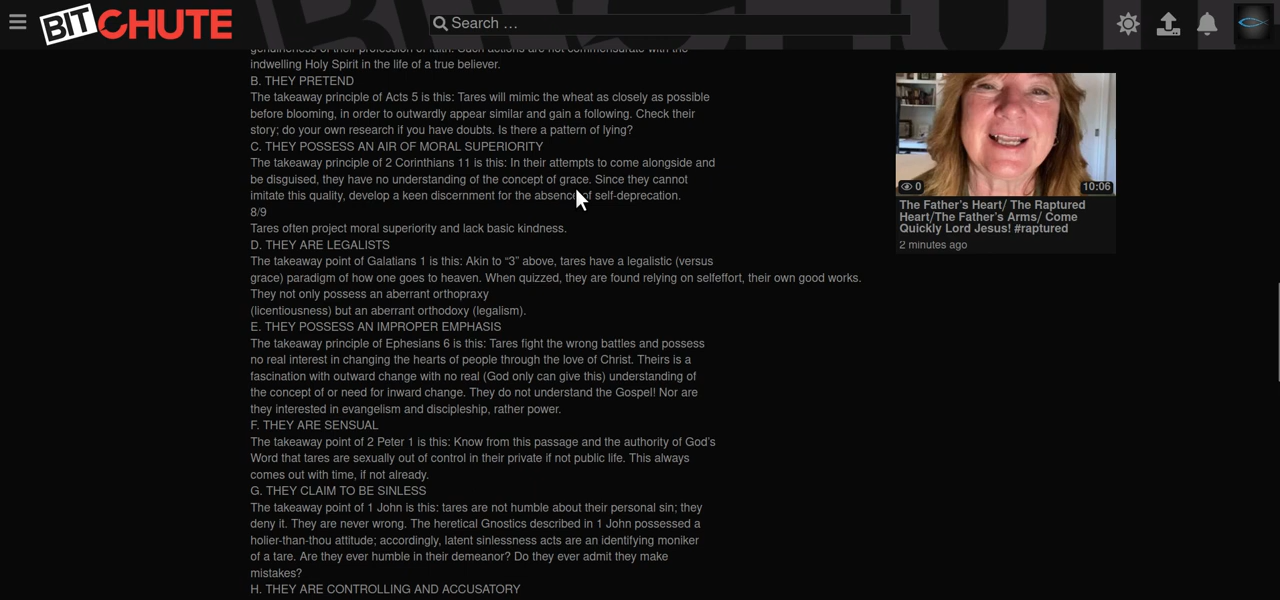 BITCHUTE
Search …
genuineness of their profession of faith. Such actions are not commensurate with the
indwelling Holy Spirit in the life of a true believer.
B. THEY PRETEND
The takeaway principle of Acts 5 is this: Tares will mimic the wheat as closely as possible
before blooming, in order to outwardly appear similar and gain a following. Check their
story; do your own research if you have doubts. Is there a pattern of lying?
C. THEY POSSESS AN AIR OF MORAL SUPERIORITY
The takeaway principle of 2 Corinthians 11 is this: In their attempts to come alongside and
be disguised, they have no understanding of the concept of grace. Since they cannot
imitate this quality, develop a keen discernment for the absence of self-deprecation.
8/9
Tares often project moral superiority and lack basic kindness.
D. THEY ARE LEGALISTS
The takeaway point of Galatians 1 is this: Akin to “3” above, tares have a legalistic (versus
grace) paradigm of how one goes to heaven. When quizzed, they are found relying on selfeffort, their own good works.
They not only possess an aberrant orthopraxy
(licentiousness) but an aberrant orthodoxy (legalism).
E. THEY POSSESS AN IMPROPER EMPHASIS
The takeaway principle of Ephesians 6 is this: Tares fight the wrong battles and possess
no real interest in changing the hearts of people through the love of Christ. Theirs is a
fascination with outward change with no real (God only can give this) understanding of
the concept of or need for inward change. They do not understand the Gospel! Nor are
they interested in evangelism and discipleship, rather power.
F. THEY ARE SENSUAL
The takeaway point of 2 Peter 1 is this: Know from this passage and the authority of God’s
Word that tares are sexually out of control in their private if not public life. This always
comes out with time, if not already.
G. THEY CLAIM TO BE SINLESS
The takeaway point of 1 John is this: tares are not humble about their personal sin; they
deny it. They are never wrong. The heretical Gnostics described in 1 John possessed a
holier-than-thou attitude; accordingly, latent sinlessness acts are an identifying moniker
of a tare. Are they ever humble in their demeanor? Do they ever admit they make
mistakes?
H. THEY ARE CONTROLLING AND ACCUSATORY
0
10:06
The Father’s Heart/ The Raptured
Heart/The Father’s Arms/ Come
Quickly Lord Jesus! #raptured
2 minutes ago